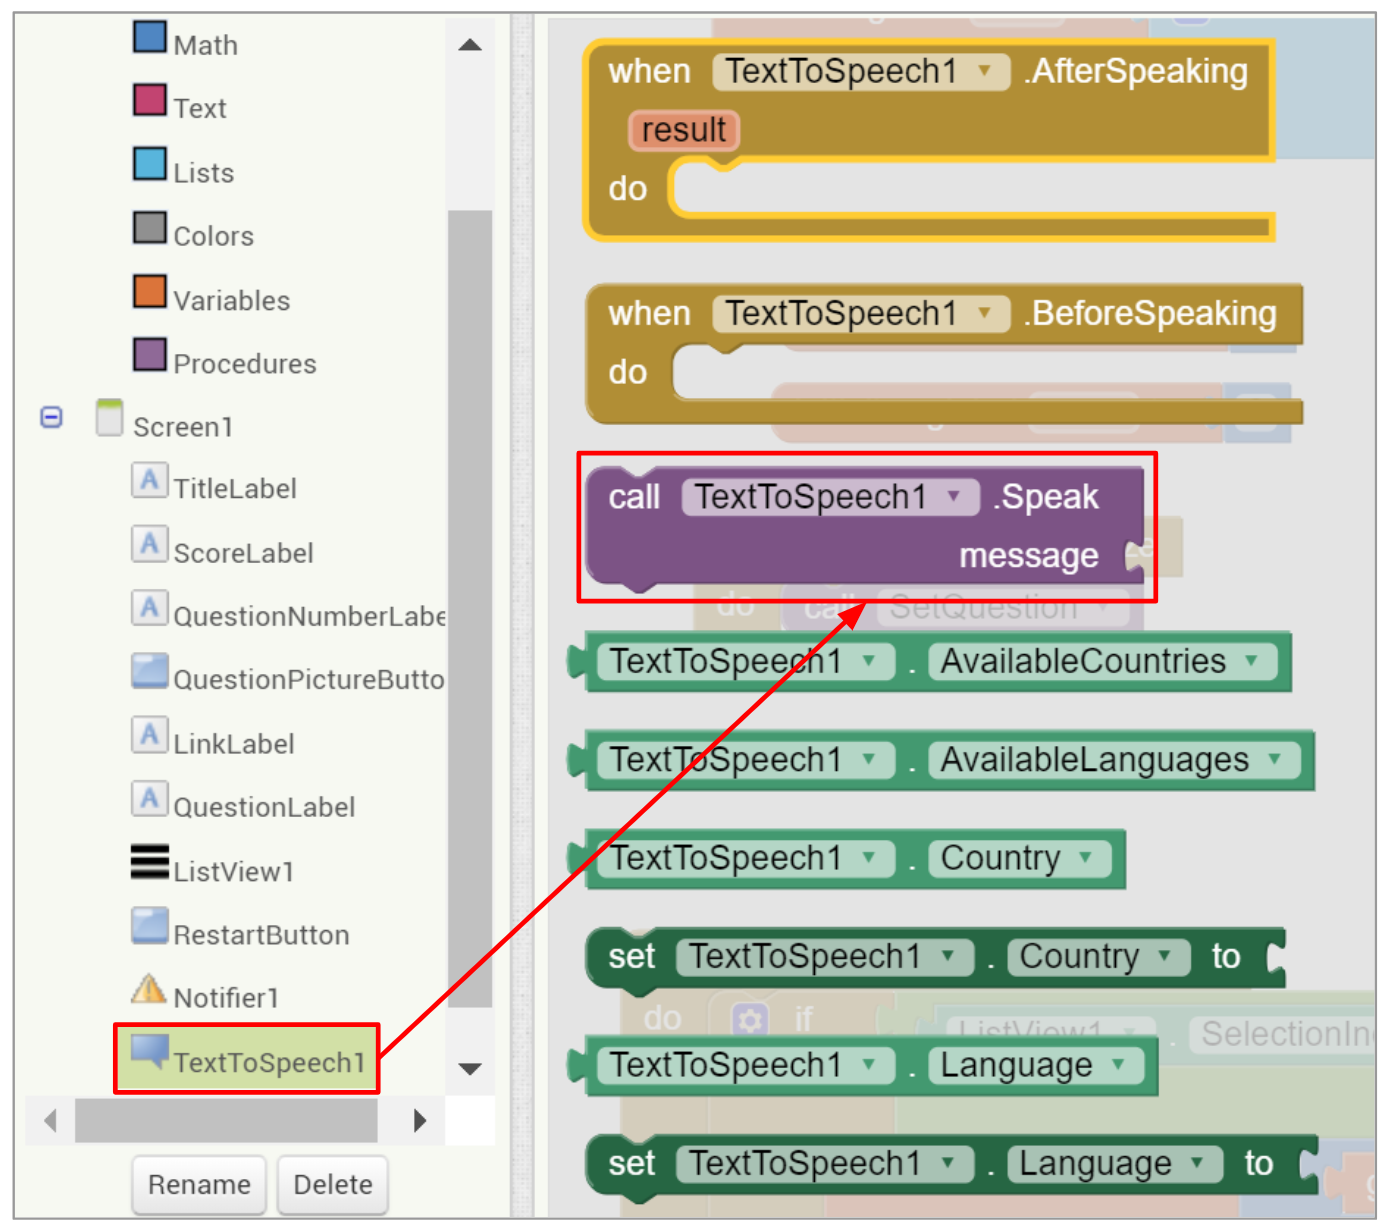 Math
Text
Lists
Colors
Variables
Procedures
Screen1
TitleLabel
ScoreLabel
QuestionNumberLabe
QuestionPictureButto
LinkLabel
QuestionLabel
ListView1
RestartButton
Notifier1
TextToSpeech1
Rename Delete
when TextToSpeech1 .AfterSpeaking
result
do
when TextToSpeech1 .BeforeSpeaking
do
call TextToSpeech1 .Speak
message
do call SetQuestion
TextToSpeech1 . AvailableCountries
TextToSpeech1 . AvailableLanguages
TextToSpeech1 . Country
set TextToSpeech1 . Country to
do if ListView1 . SelectionIn
TextToSpeech1 . Language
set TextToSpeech1 . Language to